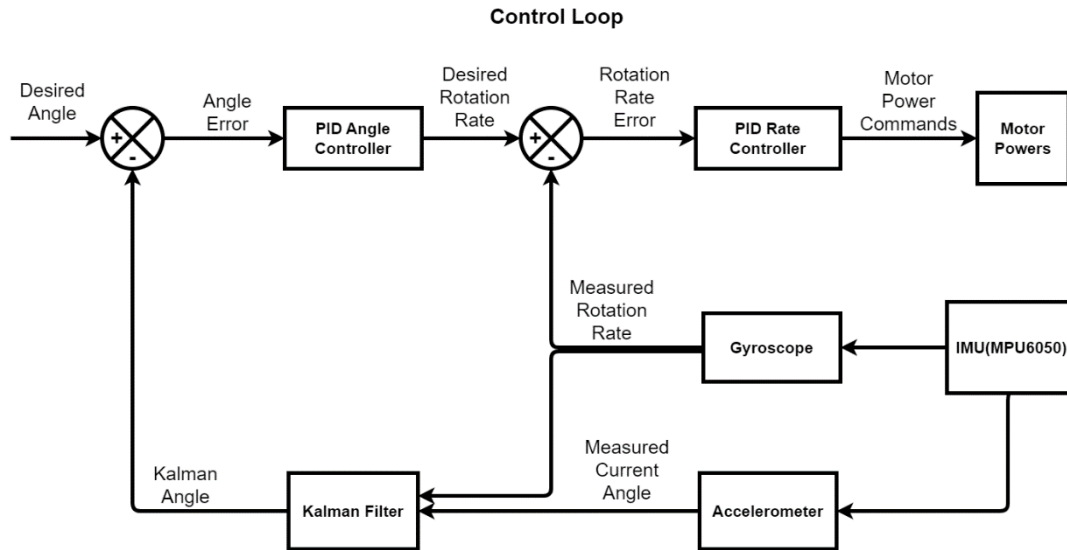 Control Loop
Desired
Angle
+
-
Angle
Error
PID Angle
Controller
Desired
Rotation
Rate
+
-
Rotation
Rate
Error
PID Rate
Controller
Motor
Power
Commands
Motor
Powers
Measured
Rotation
Rate
Gyroscope
IMU(MPU6050)
Kalman
Angle
Kalman Filter
Measured
Current
Angle
Accelerometer